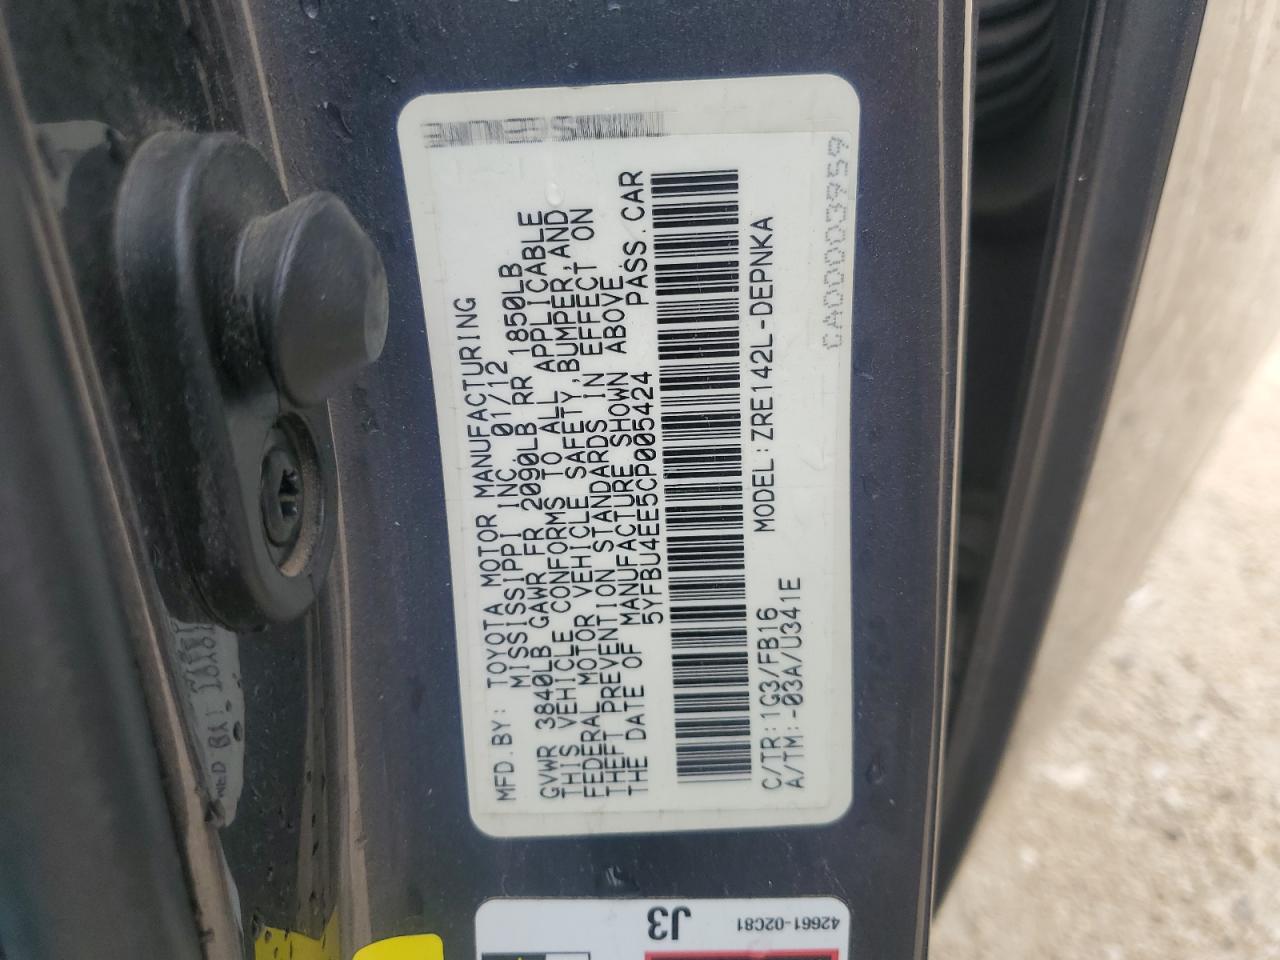 MFD.BY: TOYOTA MOTOR MANUFACTURING
MISSISSIPPI INC. 01/12
GVWR 3840LB GAWR FR 2090LB RR 1850LB
THIS VEHICLE CONFORMS TO ALL APPLICABLE
FEDERAL MOTOR VEHICLE SAFETY,BUMPER,AND
THEFT PREVENTION STANDARDS IN EFFECT ON
THE DATE OF MANUFACTURE SHOWN ABOVE.
5YFBU4EE5CP005424 PASS.CAR
MODEL:ZRE142L-DEPNKA
C/TR:1G3/FB16
A/TM:-03A/U341E
CA00003959
J3
42661-02C81